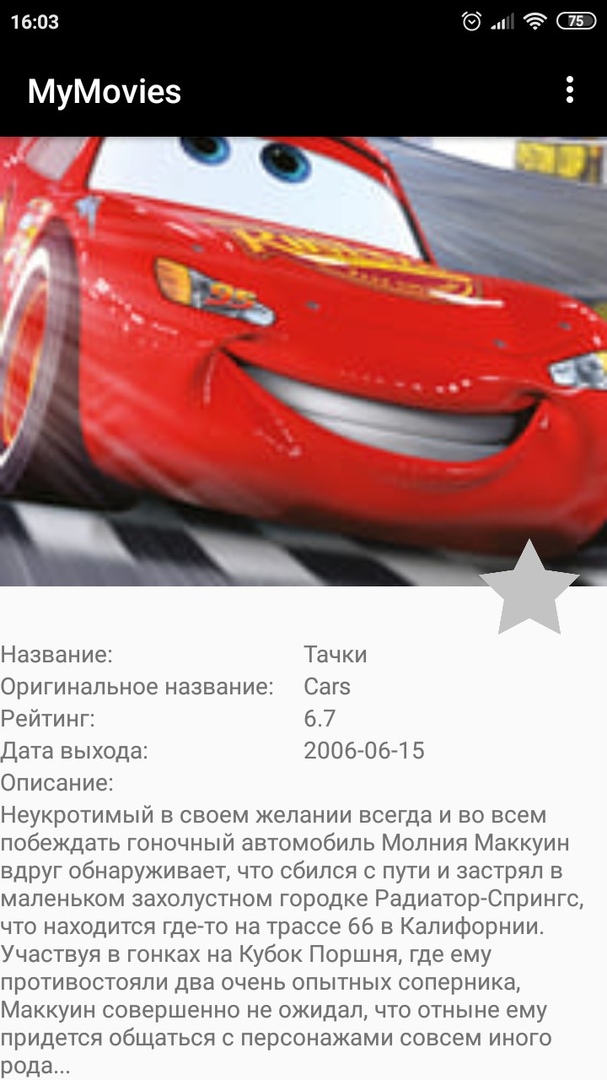 16:03
75
MyMovies
95
Название: Тачки
Оригинальное название: Cars
Рейтинг: 6.7
Дата выхода: 2006-06-15
Описание:
Неукротимый в своем желании всегда и во всем
побеждать гоночный автомобиль Молния Маккуин
вдруг обнаруживает, что сбился с пути и застрял в
маленьком захолустном городке Радиатор-Спрингс,
что находится где-то на трассе 66 в Калифорнии.
Участвуя в гонках на Кубок Поршня, где ему
противостояли два очень опытных соперника,
Маккуин совершенно не ожидал, что отныне ему
придется общаться с персонажами совсем иного
рода...